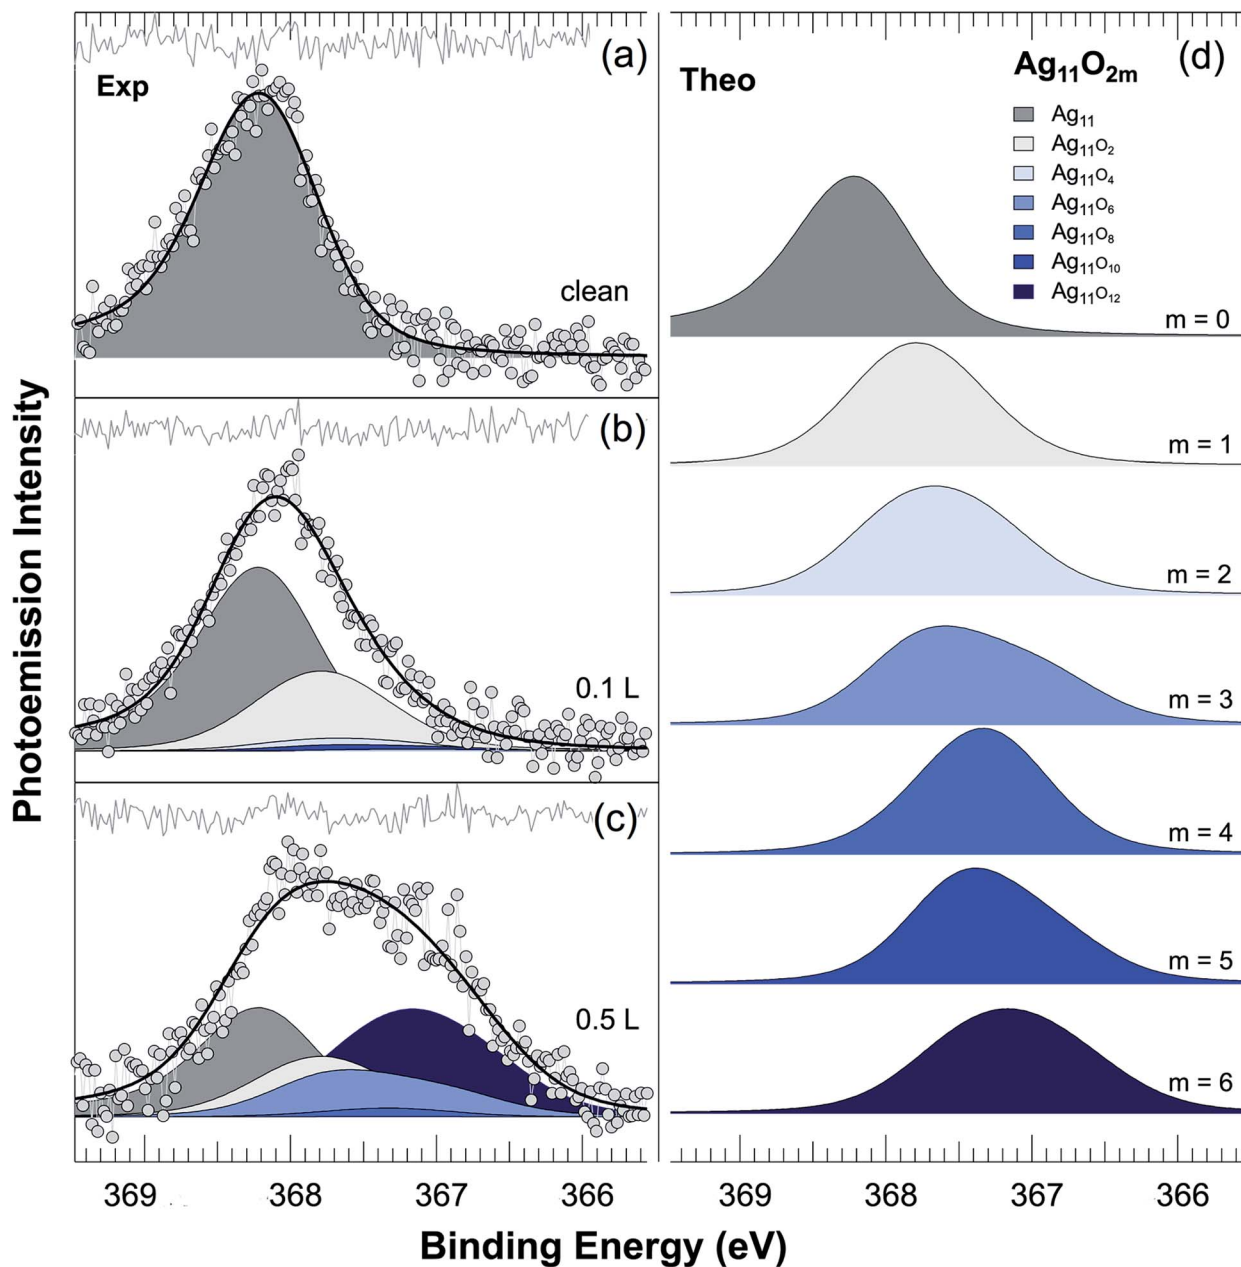 Photoemission Intensity
Exp
(a)
clean
(b)
0.1 L
(c)
0.5 L
369 368 367 366
Theo
(d)
Ag₁₁O₂ₘ
Ag₁₁
Ag₁₁O₂
Ag₁₁O₄
Ag₁₁O₆
Ag₁₁O₈
Ag₁₁O₁₀
Ag₁₁O₁₂
m = 0
m = 1
m = 2
m = 3
m = 4
m = 5
m = 6
369 368 367 366
Binding Energy (eV)